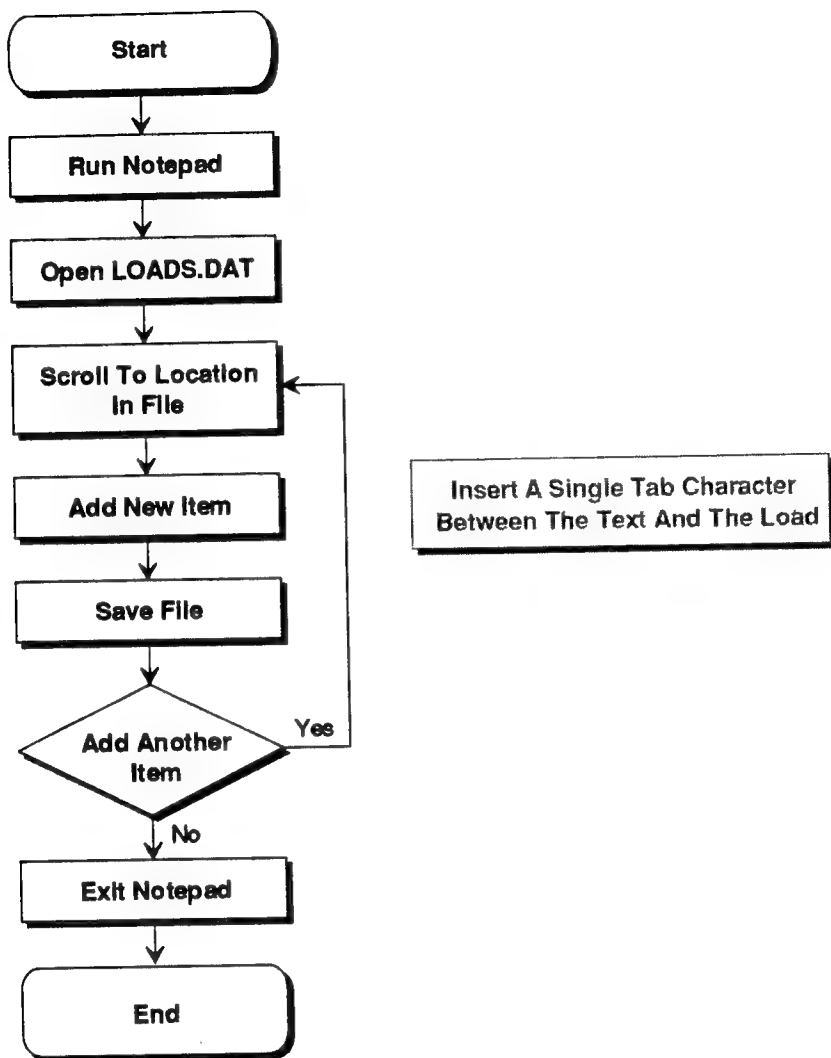 Start
Run Notepad
Open LOADS.DAT
Scroll To Location
In File
Add New Item
Insert A Single Tab Character
Between The Text And The Load
Save File
Add Another
Item
Yes
No
Exit Notepad
End